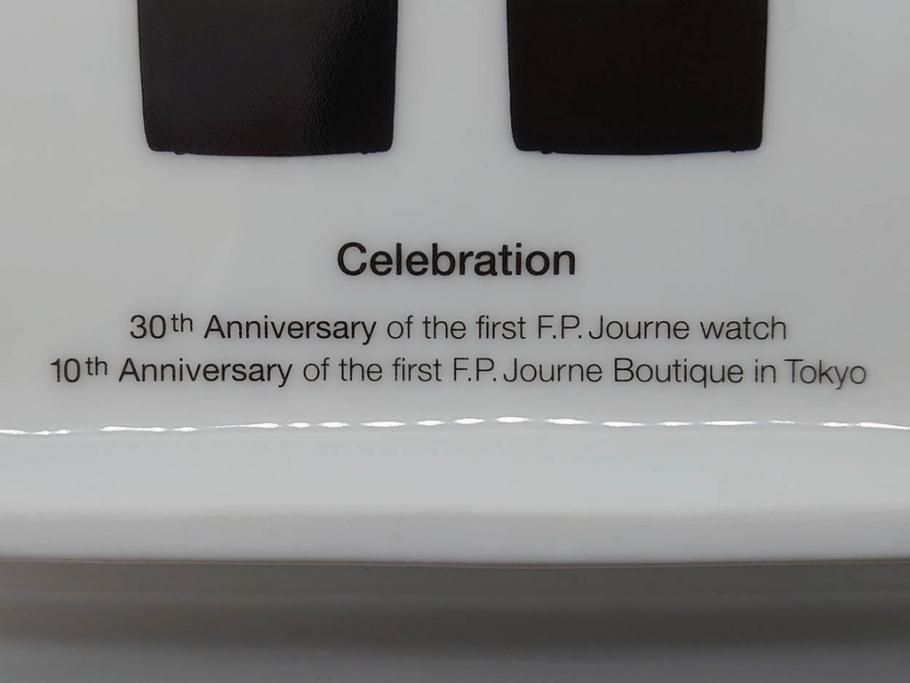 Celebration
30th Anniversary of the first F.P. Journe watch
10th Anniversary of the first F.P. Journe Boutique in Tokyo